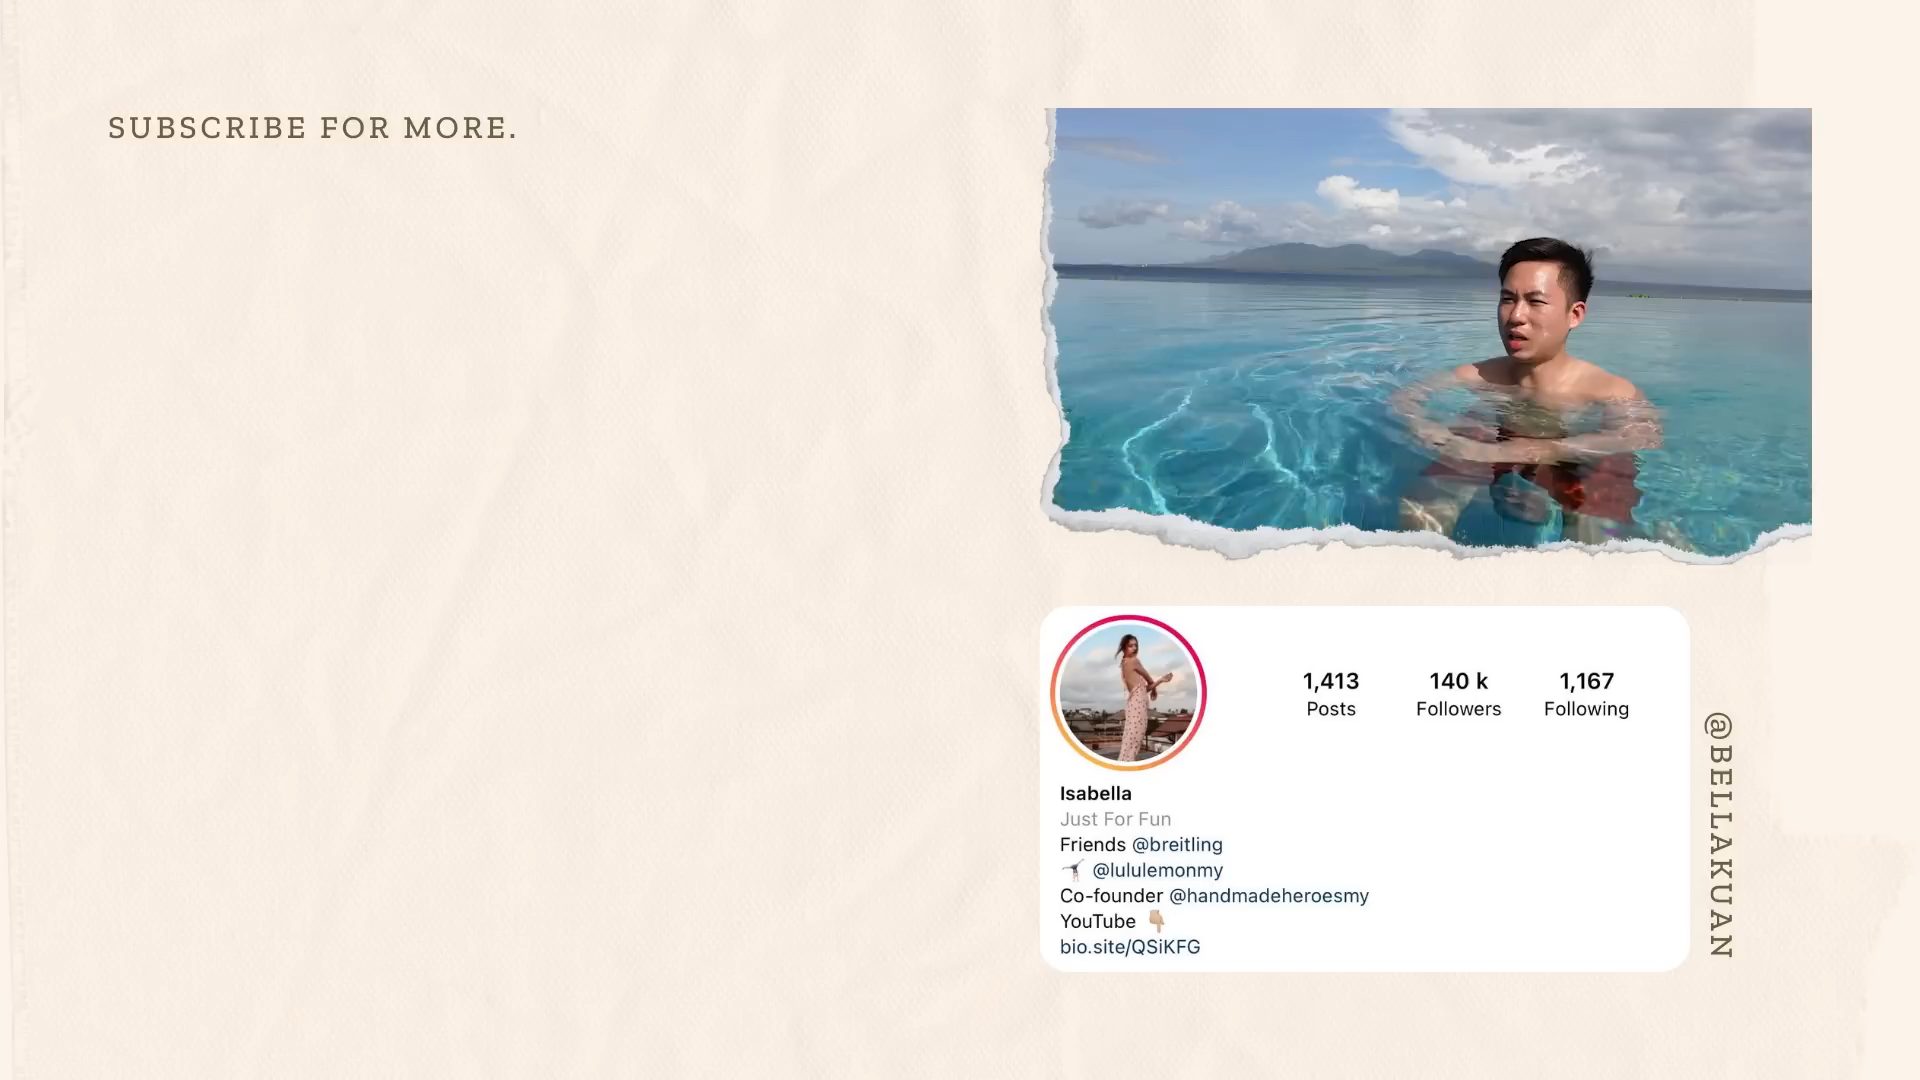 SUBSCRIBE FOR MORE.
1,413 140 k 1,167
Posts Followers Following
Isabella
Just For Fun
Friends @breitling
🤸🏻‍♀️ @lululemonmy
Co-founder @handmadeheroesmy
YouTube 👇🏼
bio.site/QSiKFG
@BELLAKUAN